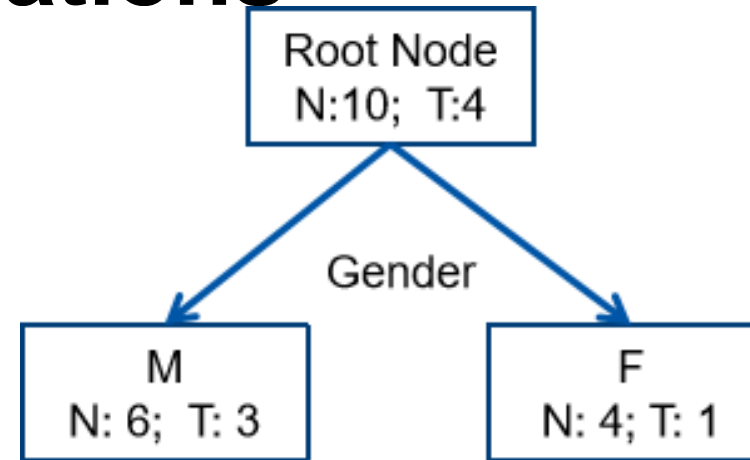 Root Node
N:10; T:4
Gender
M
N: 6; T: 3
F
N: 4; T: 1